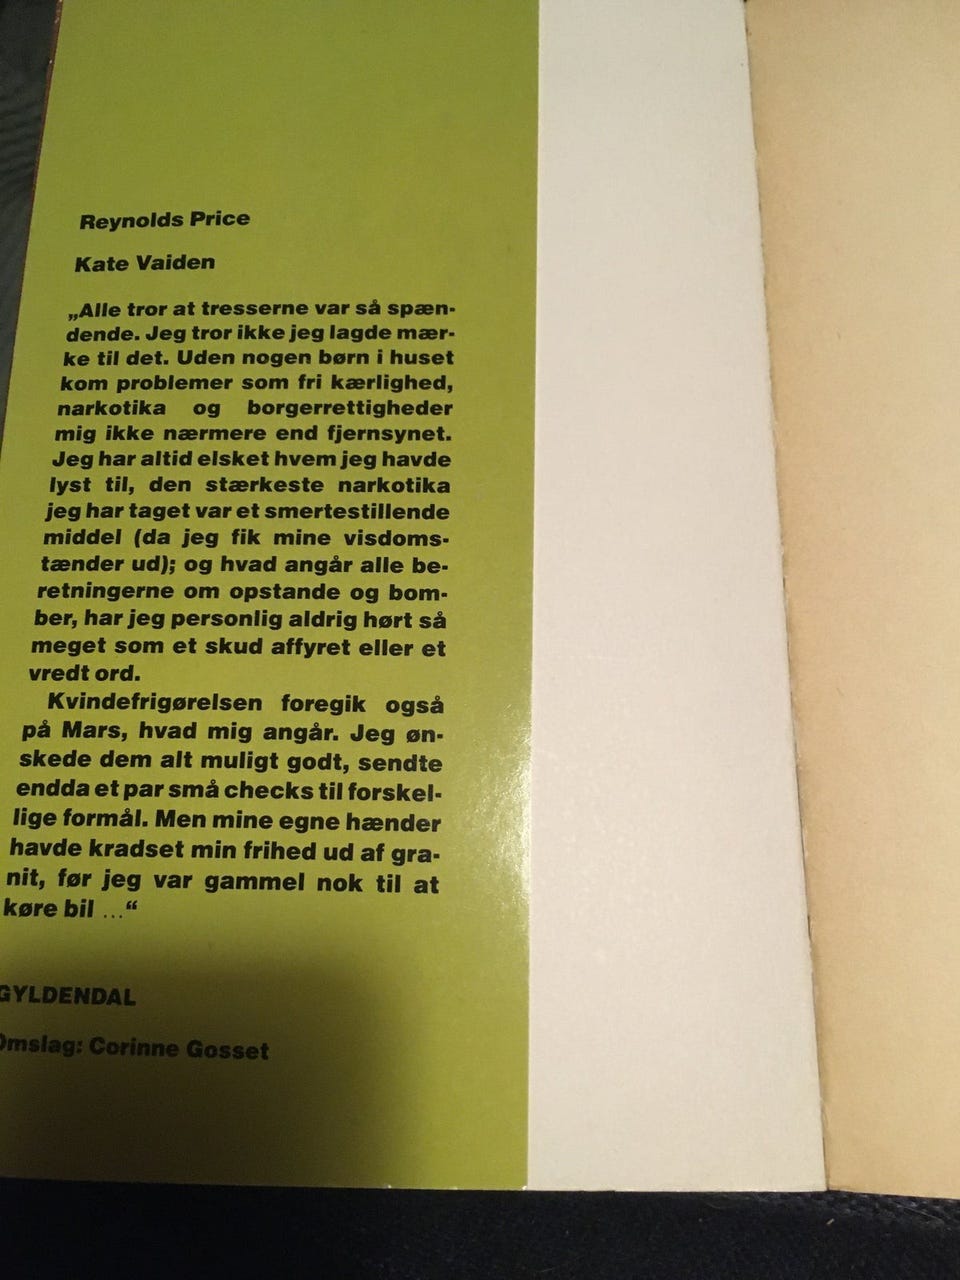 Reynolds Price
Kate Vaiden
„Alle tror at tresserne var så spæn-
dende. Jeg tror ikke jeg lagde mær-
ke til det. Uden nogen børn i huset
kom problemer som fri kærlighed,
narkotika og borgerrettigheder
mig ikke nærmere end fjernsynet.
Jeg har altid elsket hvem jeg havde
lyst til, den stærkeste narkotika
jeg har taget var et smertestillende
middel (da jeg fik mine visdoms-
tænder ud); og hvad angår alle be-
retningerne om opstande og bom-
ber, har jeg personlig aldrig hørt så
meget som et skud affyret eller et
vredt ord.
Kvindefrigørelsen foregik også
på Mars, hvad mig angår. Jeg øn-
skede dem alt muligt godt, sendte
endda et par små checks til forskel-
lige formål. Men mine egne hænder
havde kradset min frihed ud af gra-
nit, før jeg var gammel nok til at
køre bil ...“
GYLDENDAL
Omslag: Corinne Gosset